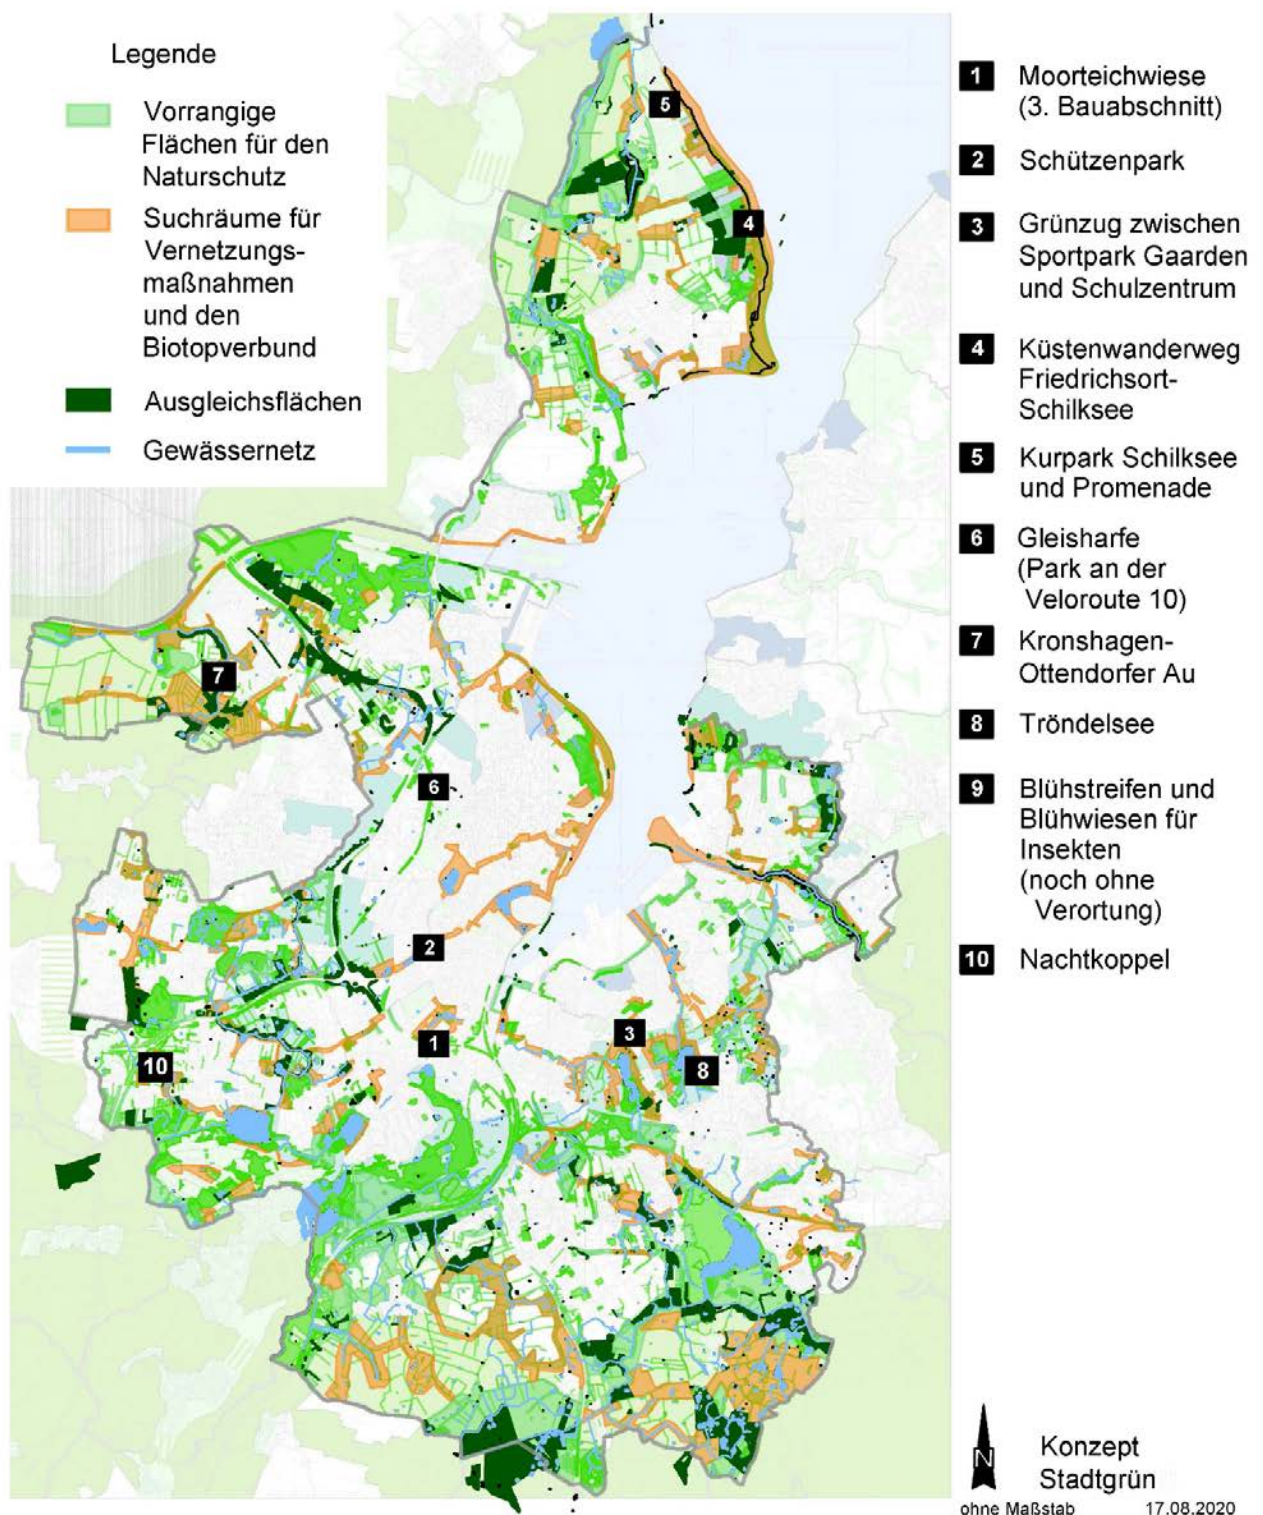 Legende
Vorrangige
Flächen für den
Naturschutz
Suchräume für
Vernetzungs-
maßnahmen
und den
Biotopverbund
Ausgleichsflächen
Gewässernetz
5
4
7
6
2
1
3
8
10
1 Moorteichwiese
(3. Bauabschnitt)
2 Schützenpark
3 Grünzug zwischen
Sportpark Gaarden
und Schulzentrum
4 Küstenwanderweg
Friedrichsort-
Schilksee
5 Kurpark Schilksee
und Promenade
6 Gleisharfe
(Park an der
Veloroute 10)
7 Kronshagen-
Ottendorfer Au
8 Tröndelsee
9 Blühstreifen und
Blühwiesen für
Insekten
(noch ohne
Verortung)
10 Nachtkoppel
N
Konzept
Stadtgrün
ohne Maßstab 17.08.2020